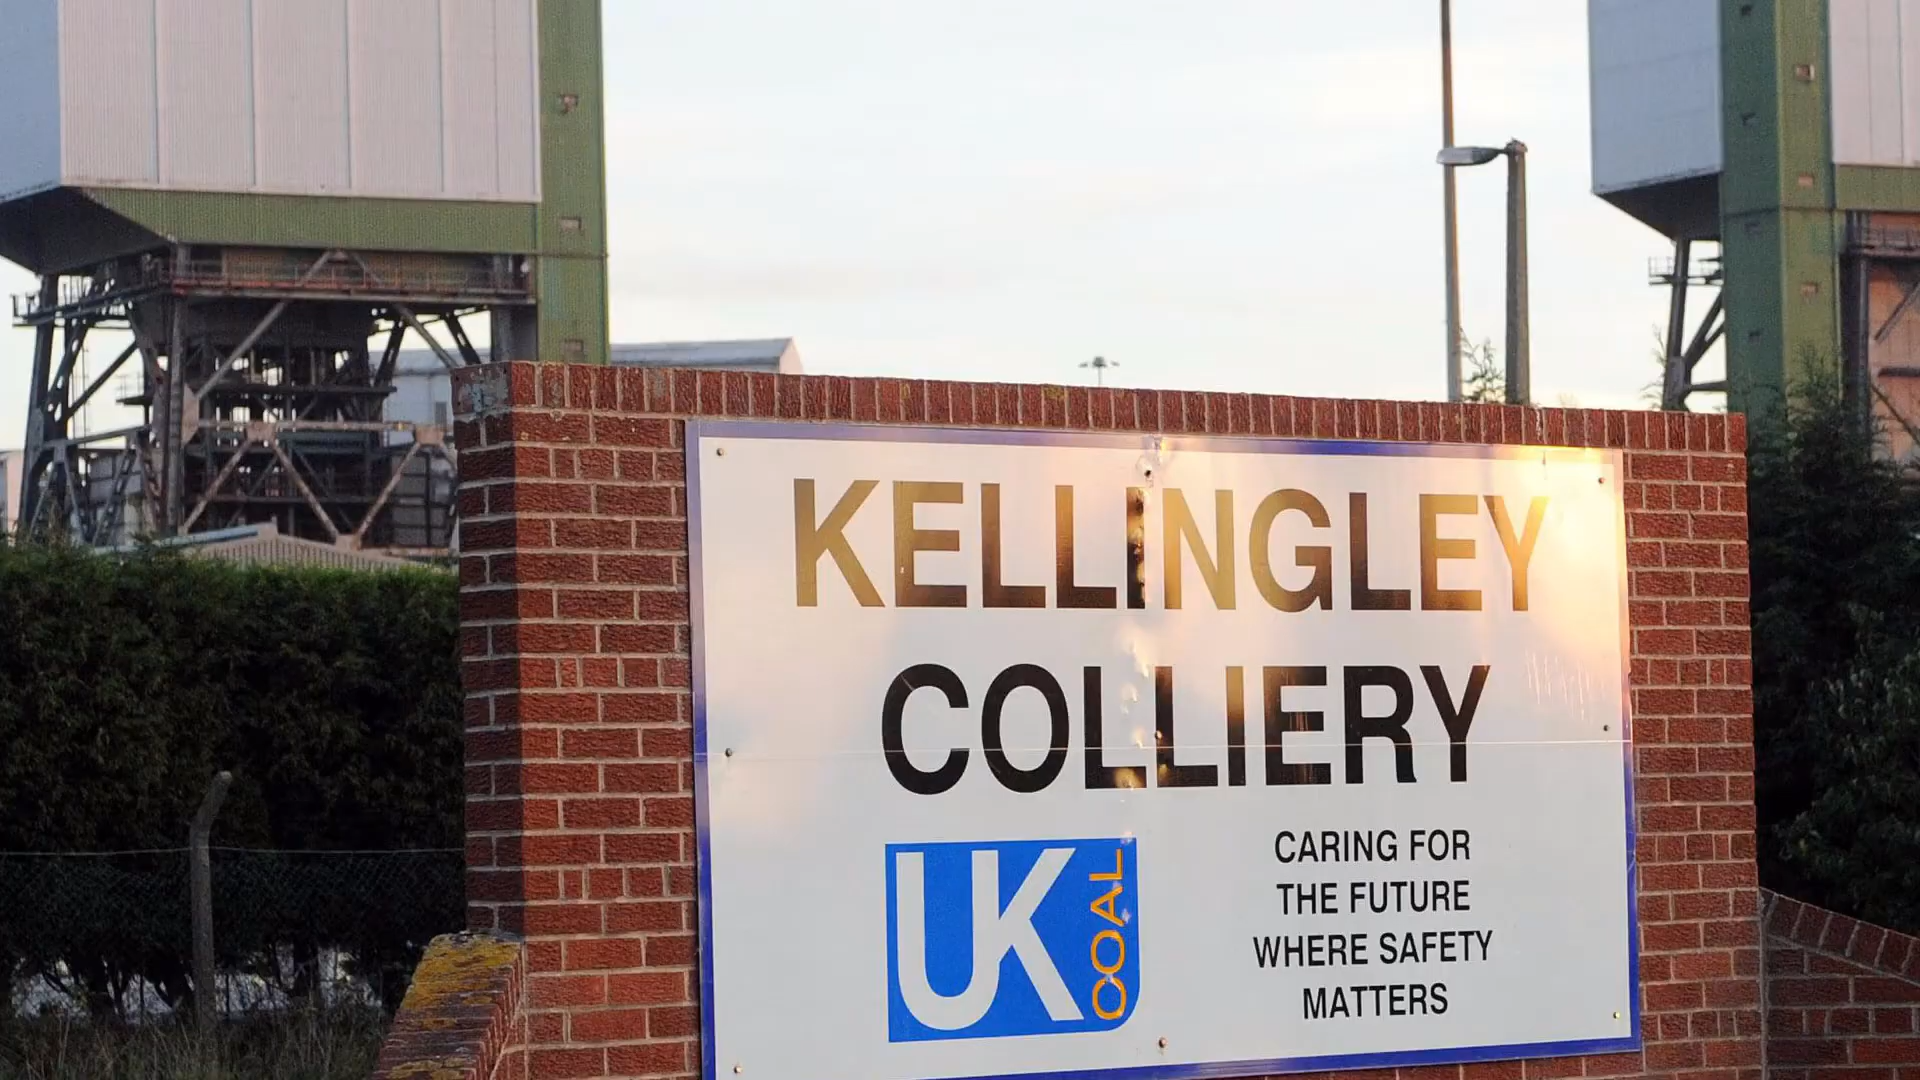 KELLINGLEY
COLLIERY
UK COAL
CARING FOR
THE FUTURE
WHERE SAFETY
MATTERS